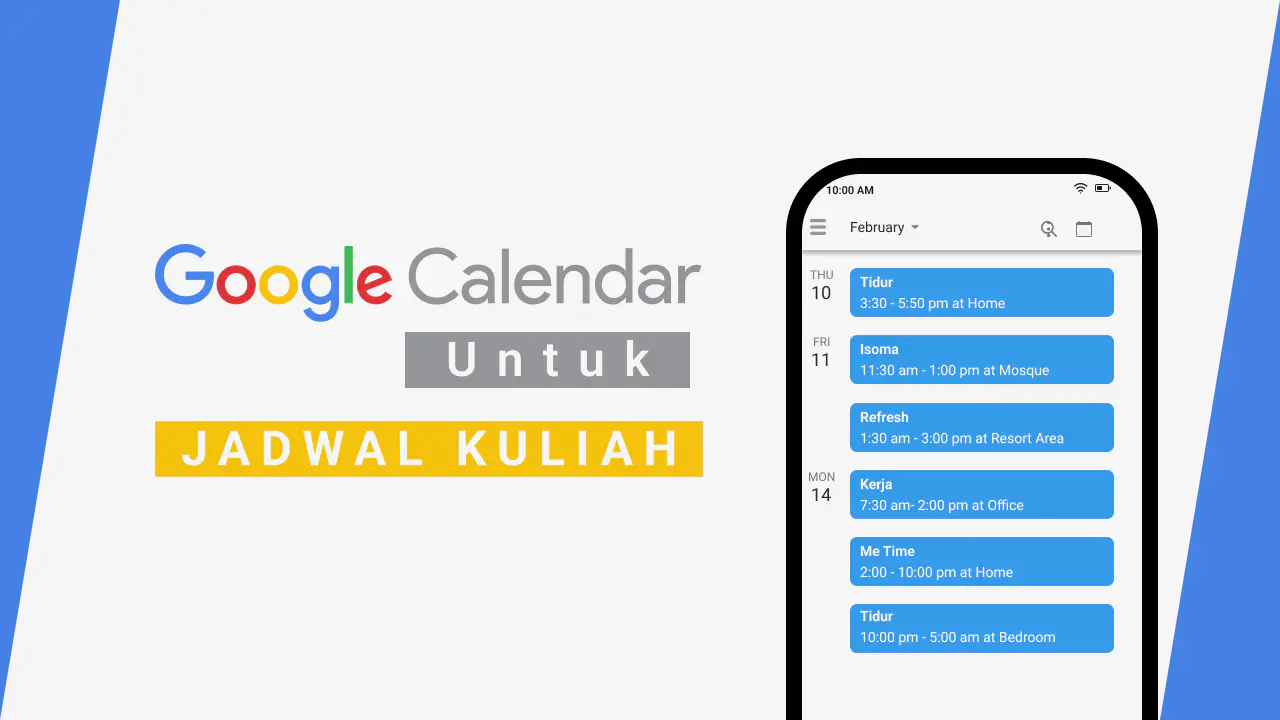 Google Calendar
Untuk
JADWAL KULIAH
10:00 AM
February
THU
10
Tidur
3:30 - 5:50 pm at Home
FRI
11
Isoma
11:30 am - 1:00 pm at Mosque
Refresh
1:30 am - 3:00 pm at Resort Area
MON
14
Kerja
7:30 am- 2:00 pm at Office
Me Time
2:00 - 10:00 pm at Home
Tidur
10:00 pm - 5:00 am at Bedroom